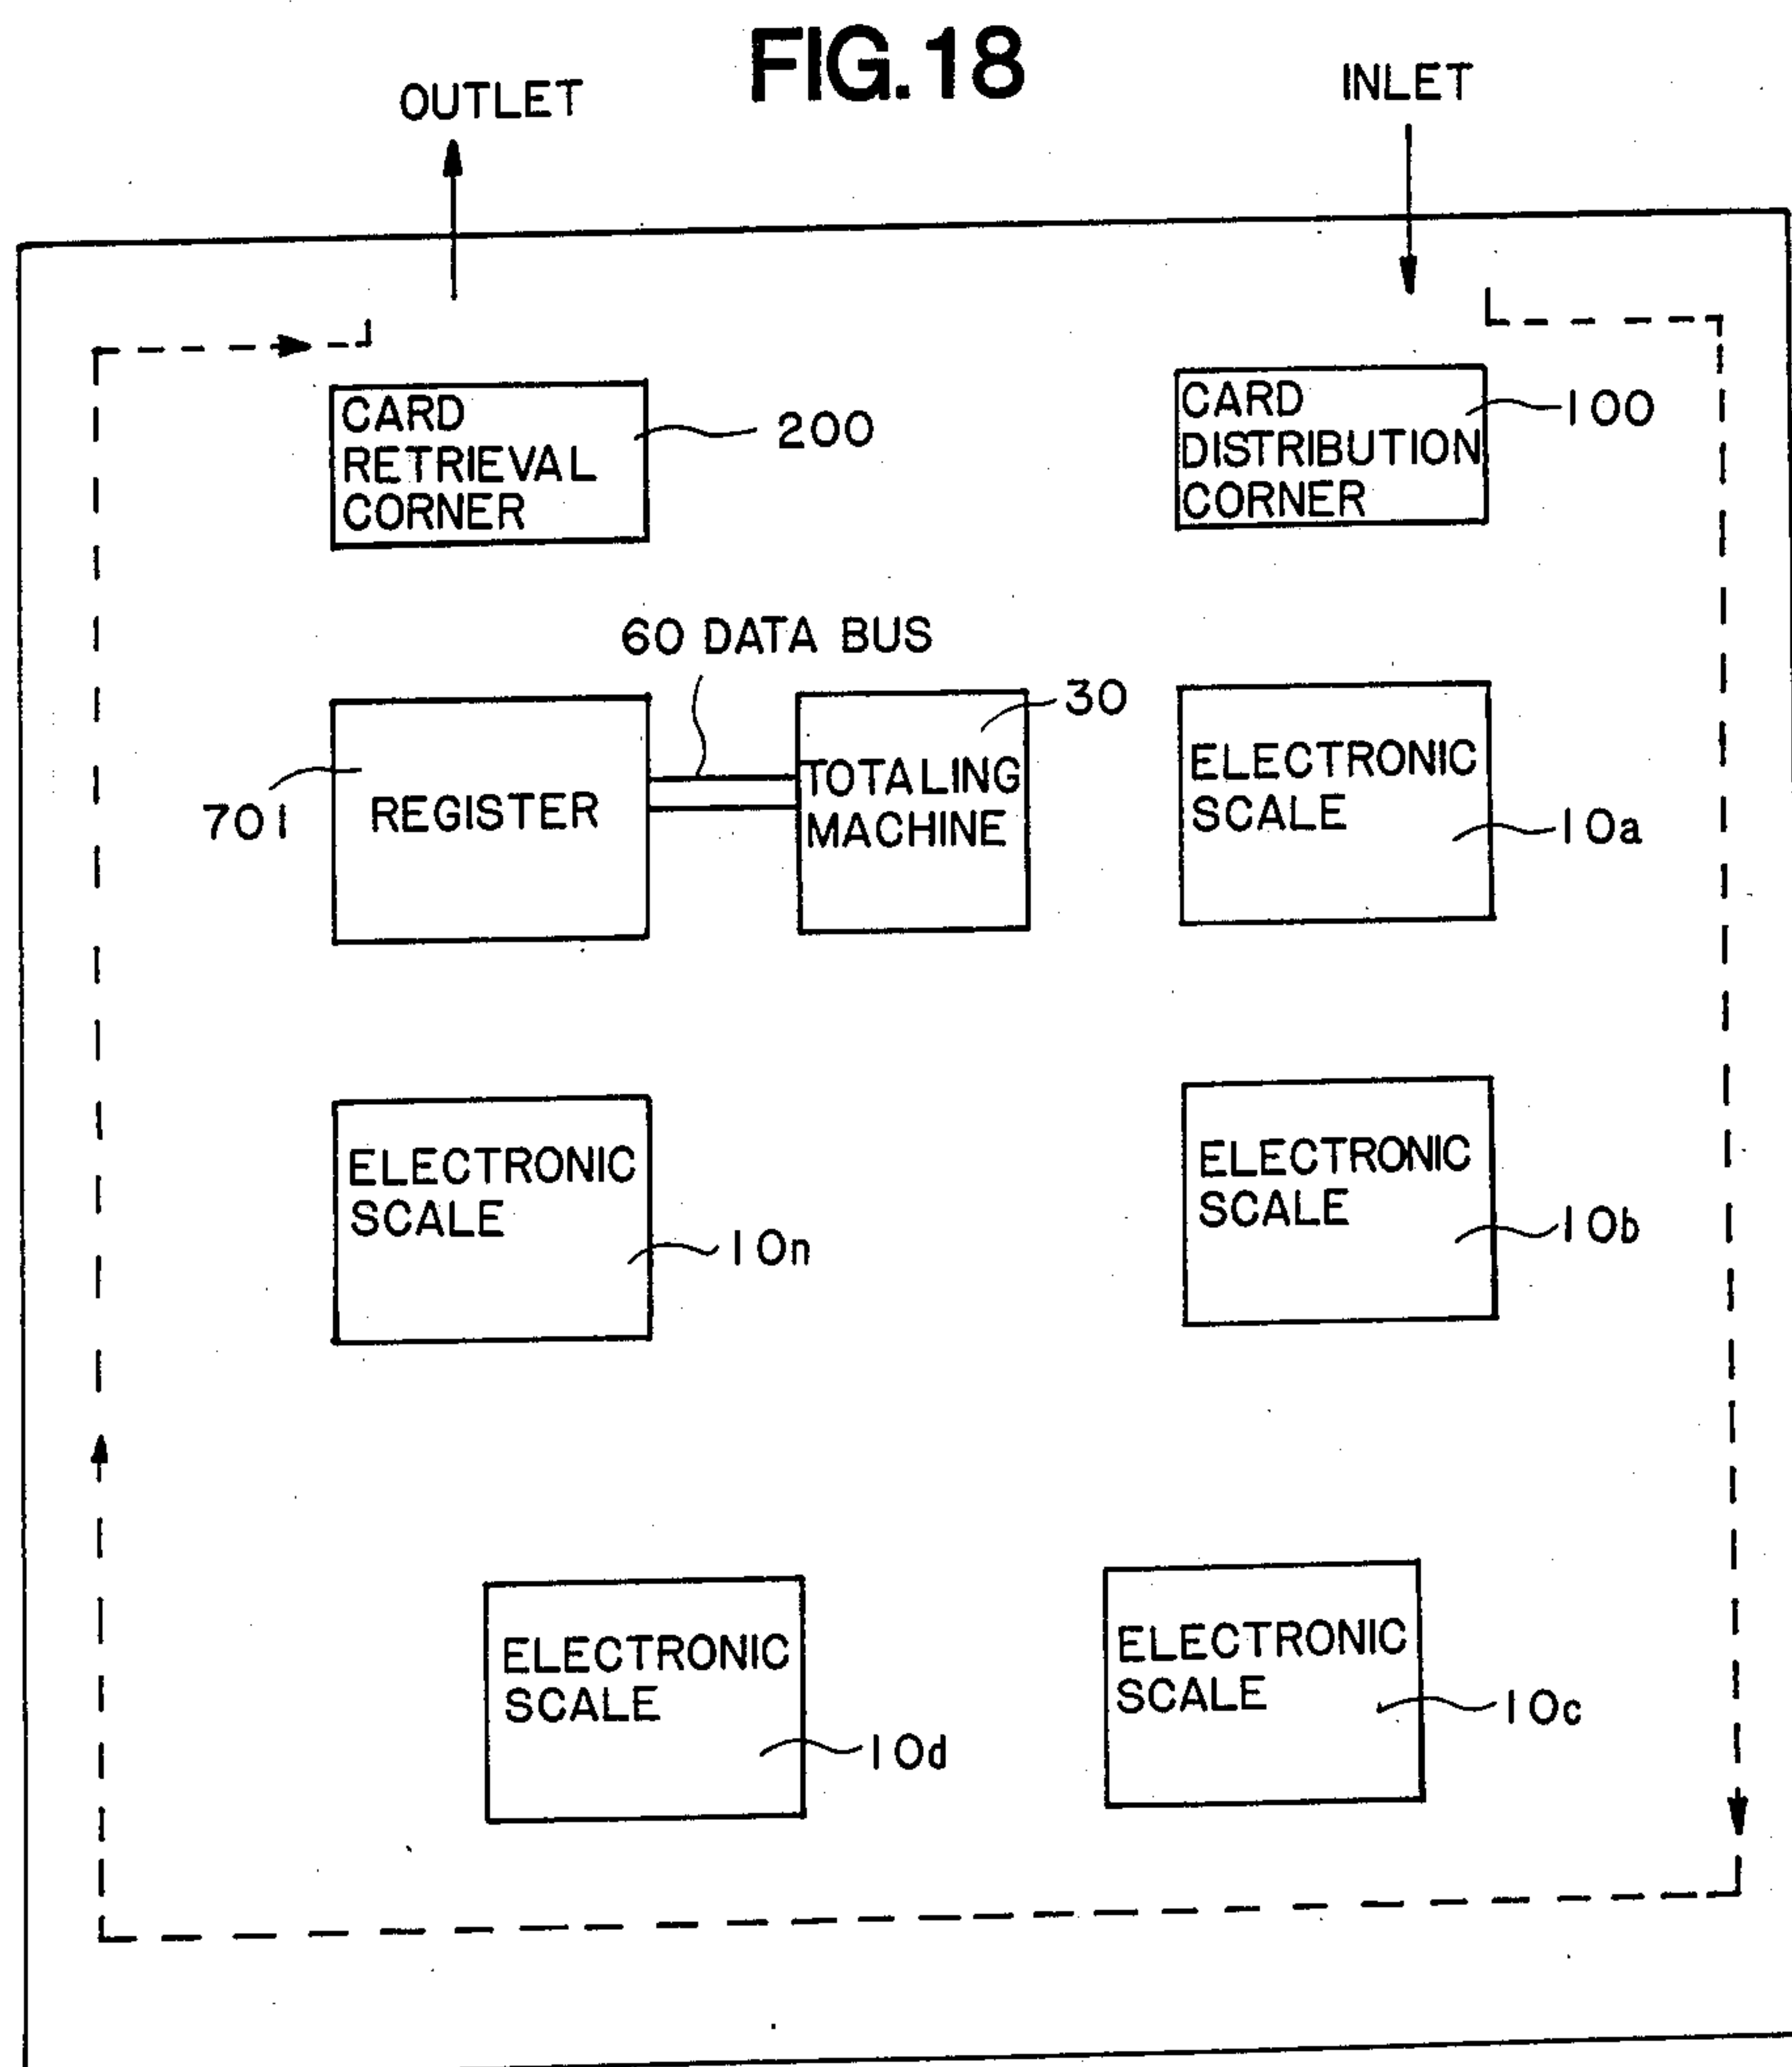 FIG.18
OUTLET
INLET
CARD
RETRIEVAL
CORNER
200
CARD
DISTRIBUTION
CORNER
100
60 DATA BUS
30
701
REGISTER
TOTALING
MACHINE
ELECTRONIC
SCALE
10a
ELECTRONIC
SCALE
10n
ELECTRONIC
SCALE
10b
ELECTRONIC
SCALE
10d
ELECTRONIC
SCALE
10c